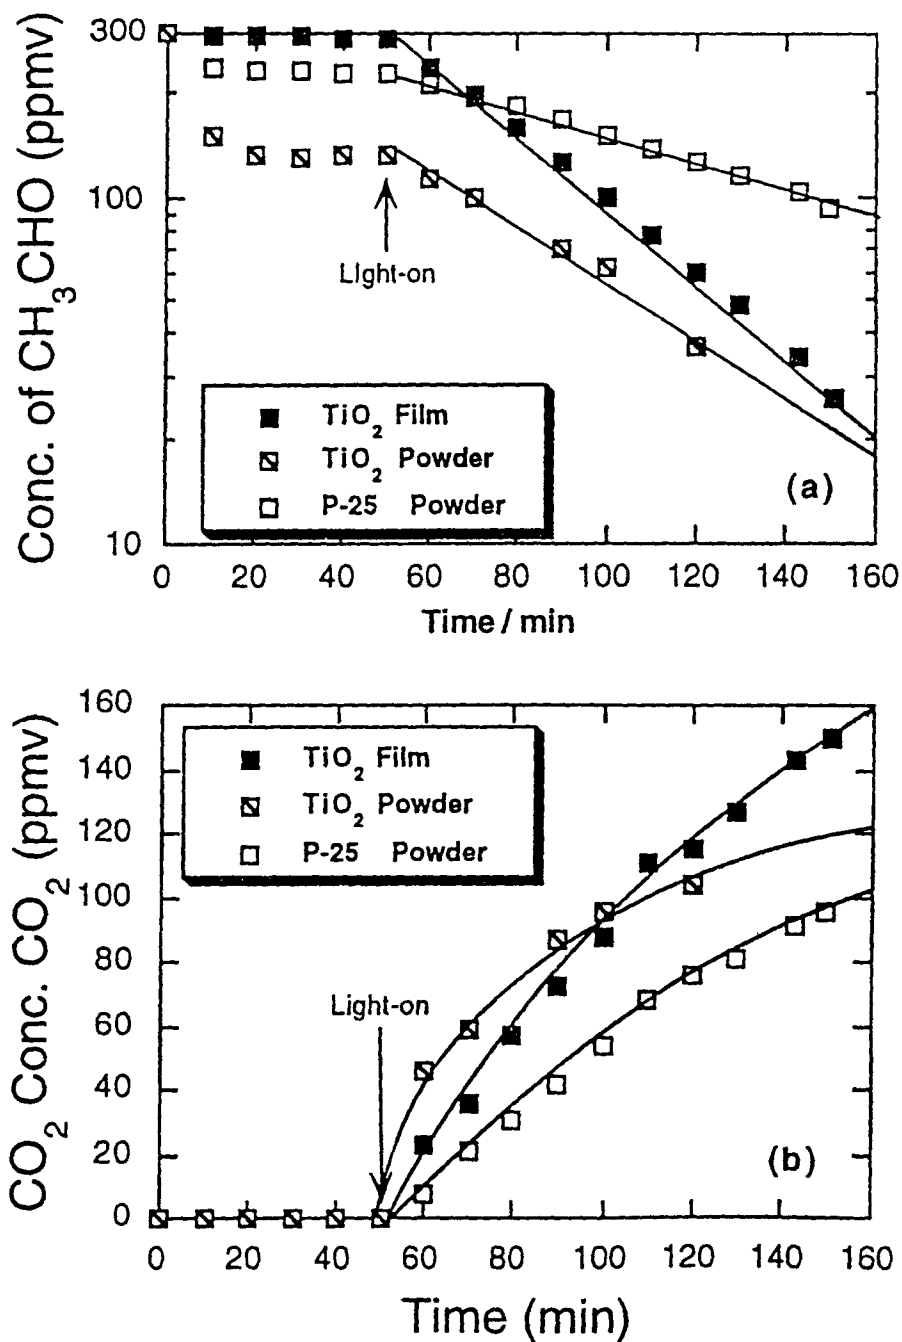 Conc. of CH3CHO (ppmv)
300
100
10
Light-on
TiO2 Film
TiO2 Powder
P-25 Powder
(a)
0 20 40 60 80 100 120 140 160
Time / min
CO2 Conc. CO2 (ppmv)
160
140
120
100
80
60
40
20
0
TiO2 Film
TiO2 Powder
P-25 Powder
Light-on
(b)
0 20 40 60 80 100 120 140 160
Time (min)